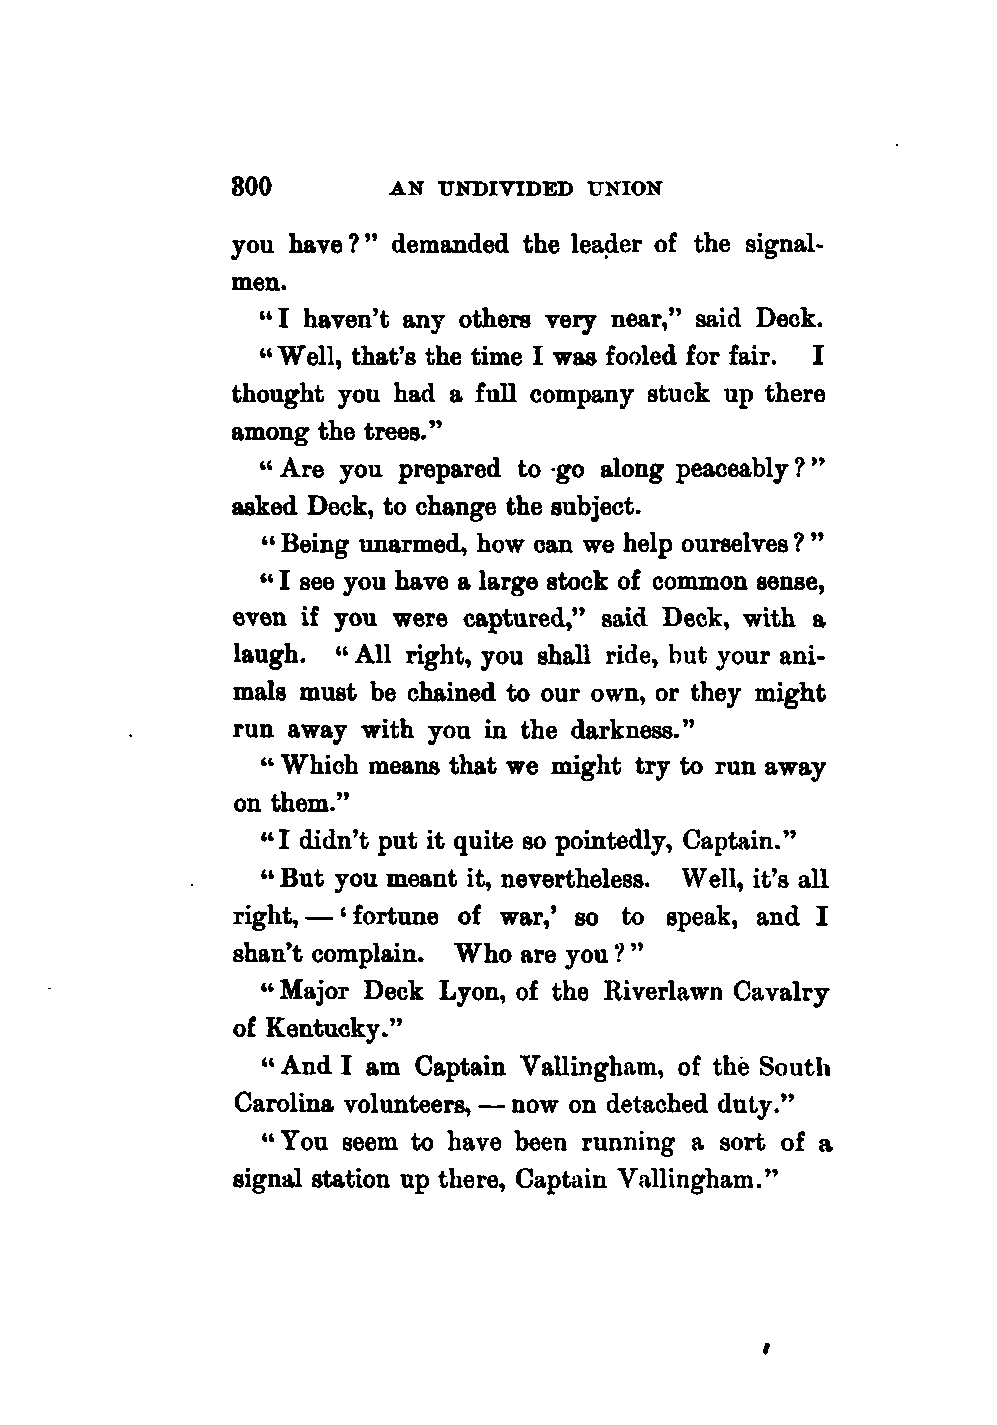 300 AN UNDIVIDED UNION
you have?” demanded the leader of the signal-
men.
“I haven’t any others very near,” said Deck.
“Well, that’s the time I was fooled for fair. I
thought you had a full company stuck up there
among the trees.”
“Are you prepared to go along peaceably?”
asked Deck, to change the subject.
“Being unarmed, how can we help ourselves?”
“I see you have a large stock of common sense,
even if you were captured,” said Deck, with a
laugh. “All right, you shall ride, but your ani-
mals must be chained to our own, or they might
run away with you in the darkness.”
“Which means that we might try to run away
on them.”
“I didn’t put it quite so pointedly, Captain.”
“But you meant it, nevertheless. Well, it’s all
right, — ‘fortune of war,’ so to speak, and I
shan’t complain. Who are you?”
“Major Deck Lyon, of the Riverlawn Cavalry
of Kentucky.”
“And I am Captain Vallingham, of the South
Carolina volunteers, — now on detached duty.”
“You seem to have been running a sort of a
signal station up there, Captain Vallingham.”